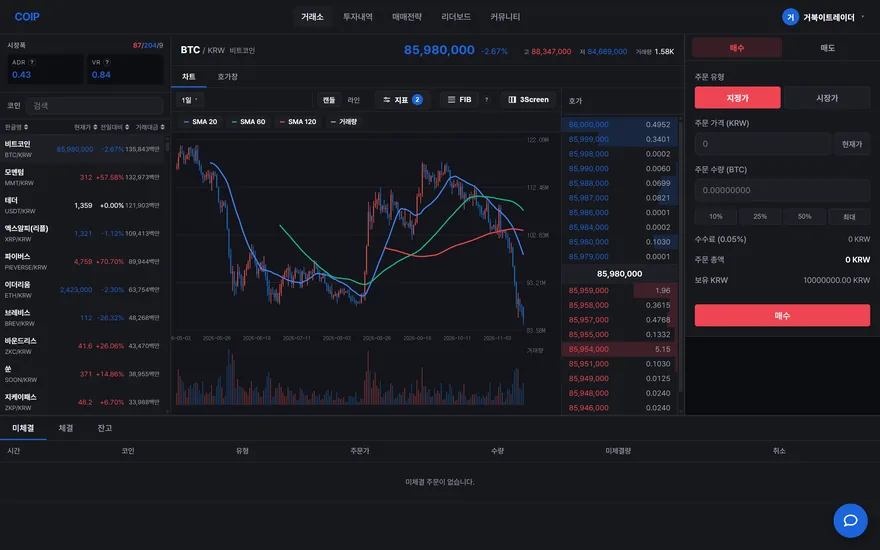 COIP 거래소 투자내역 매매전략 리더보드 커뮤니티 거 거북이트레이더
시장폭 87/204/9
ADR ? VR ?
0.43 0.84
코인 검색
한글명 현재가 전일대비 거래대금
비트코인 85,980,000 -2.67% 135,843백만
BTC/KRW
모멘텀 312 +57.58% 132,973백만
MMT/KRW
테더 1,359 +0.00% 121,903백만
USDT/KRW
엑스알피(리플) 1,321 -1.12% 109,413백만
XRP/KRW
파이버스 4,759 +70.70% 89,944백만
PIEVERSE/KRW
이더리움 2,423,000 -2.30% 63,754백만
ETH/KRW
브레비스 112 -26.32% 48,268백만
BREV/KRW
바운드리스 41.6 +26.06% 43,470백만
ZKC/KRW
쑨 371 +14.86% 38,955백만
SOON/KRW
지케이패스 48.2 +6.70% 33,988백만
ZKP/KRW
BTC / KRW 비트코인 85,980,000 -2.67% 고 88,347,000 저 84,669,000 거래량 1.58K
차트 호가창
1일 캔들 라인 지표 2 FIB ? 3Screen
SMA 20 SMA 60 SMA 120 거래량
122.09M
112.45M
102.83M
93.21M
83.58M
거래량
호가
86,000,000 0.4952
85,999,000 0.3401
85,998,000 0.0002
85,990,000 0.0060
85,988,000 0.0699
85,987,000 0.0821
85,986,000 0.0001
85,984,000 0.0002
85,980,000 0.1030
85,979,000 0.0001
85,980,000
85,959,000 1.96
85,958,000 0.3615
85,957,000 0.4768
85,955,000 0.1332
85,954,000 5.15
85,951,000 0.1030
85,949,000 0.0125
85,948,000 0.0240
85,946,000 0.0240
매수 매도
주문 유형
지정가 시장가
주문 가격 (KRW)
0 현재가
주문 수량 (BTC)
0.00000000
10% 25% 50% 최대
수수료 (0.05%) 0 KRW
주문 총액 0 KRW
보유 KRW 10000000.00 KRW
매수
미체결 체결 잔고
시간 코인 유형 주문가 수량 미체결량 취소
미체결 주문이 없습니다.